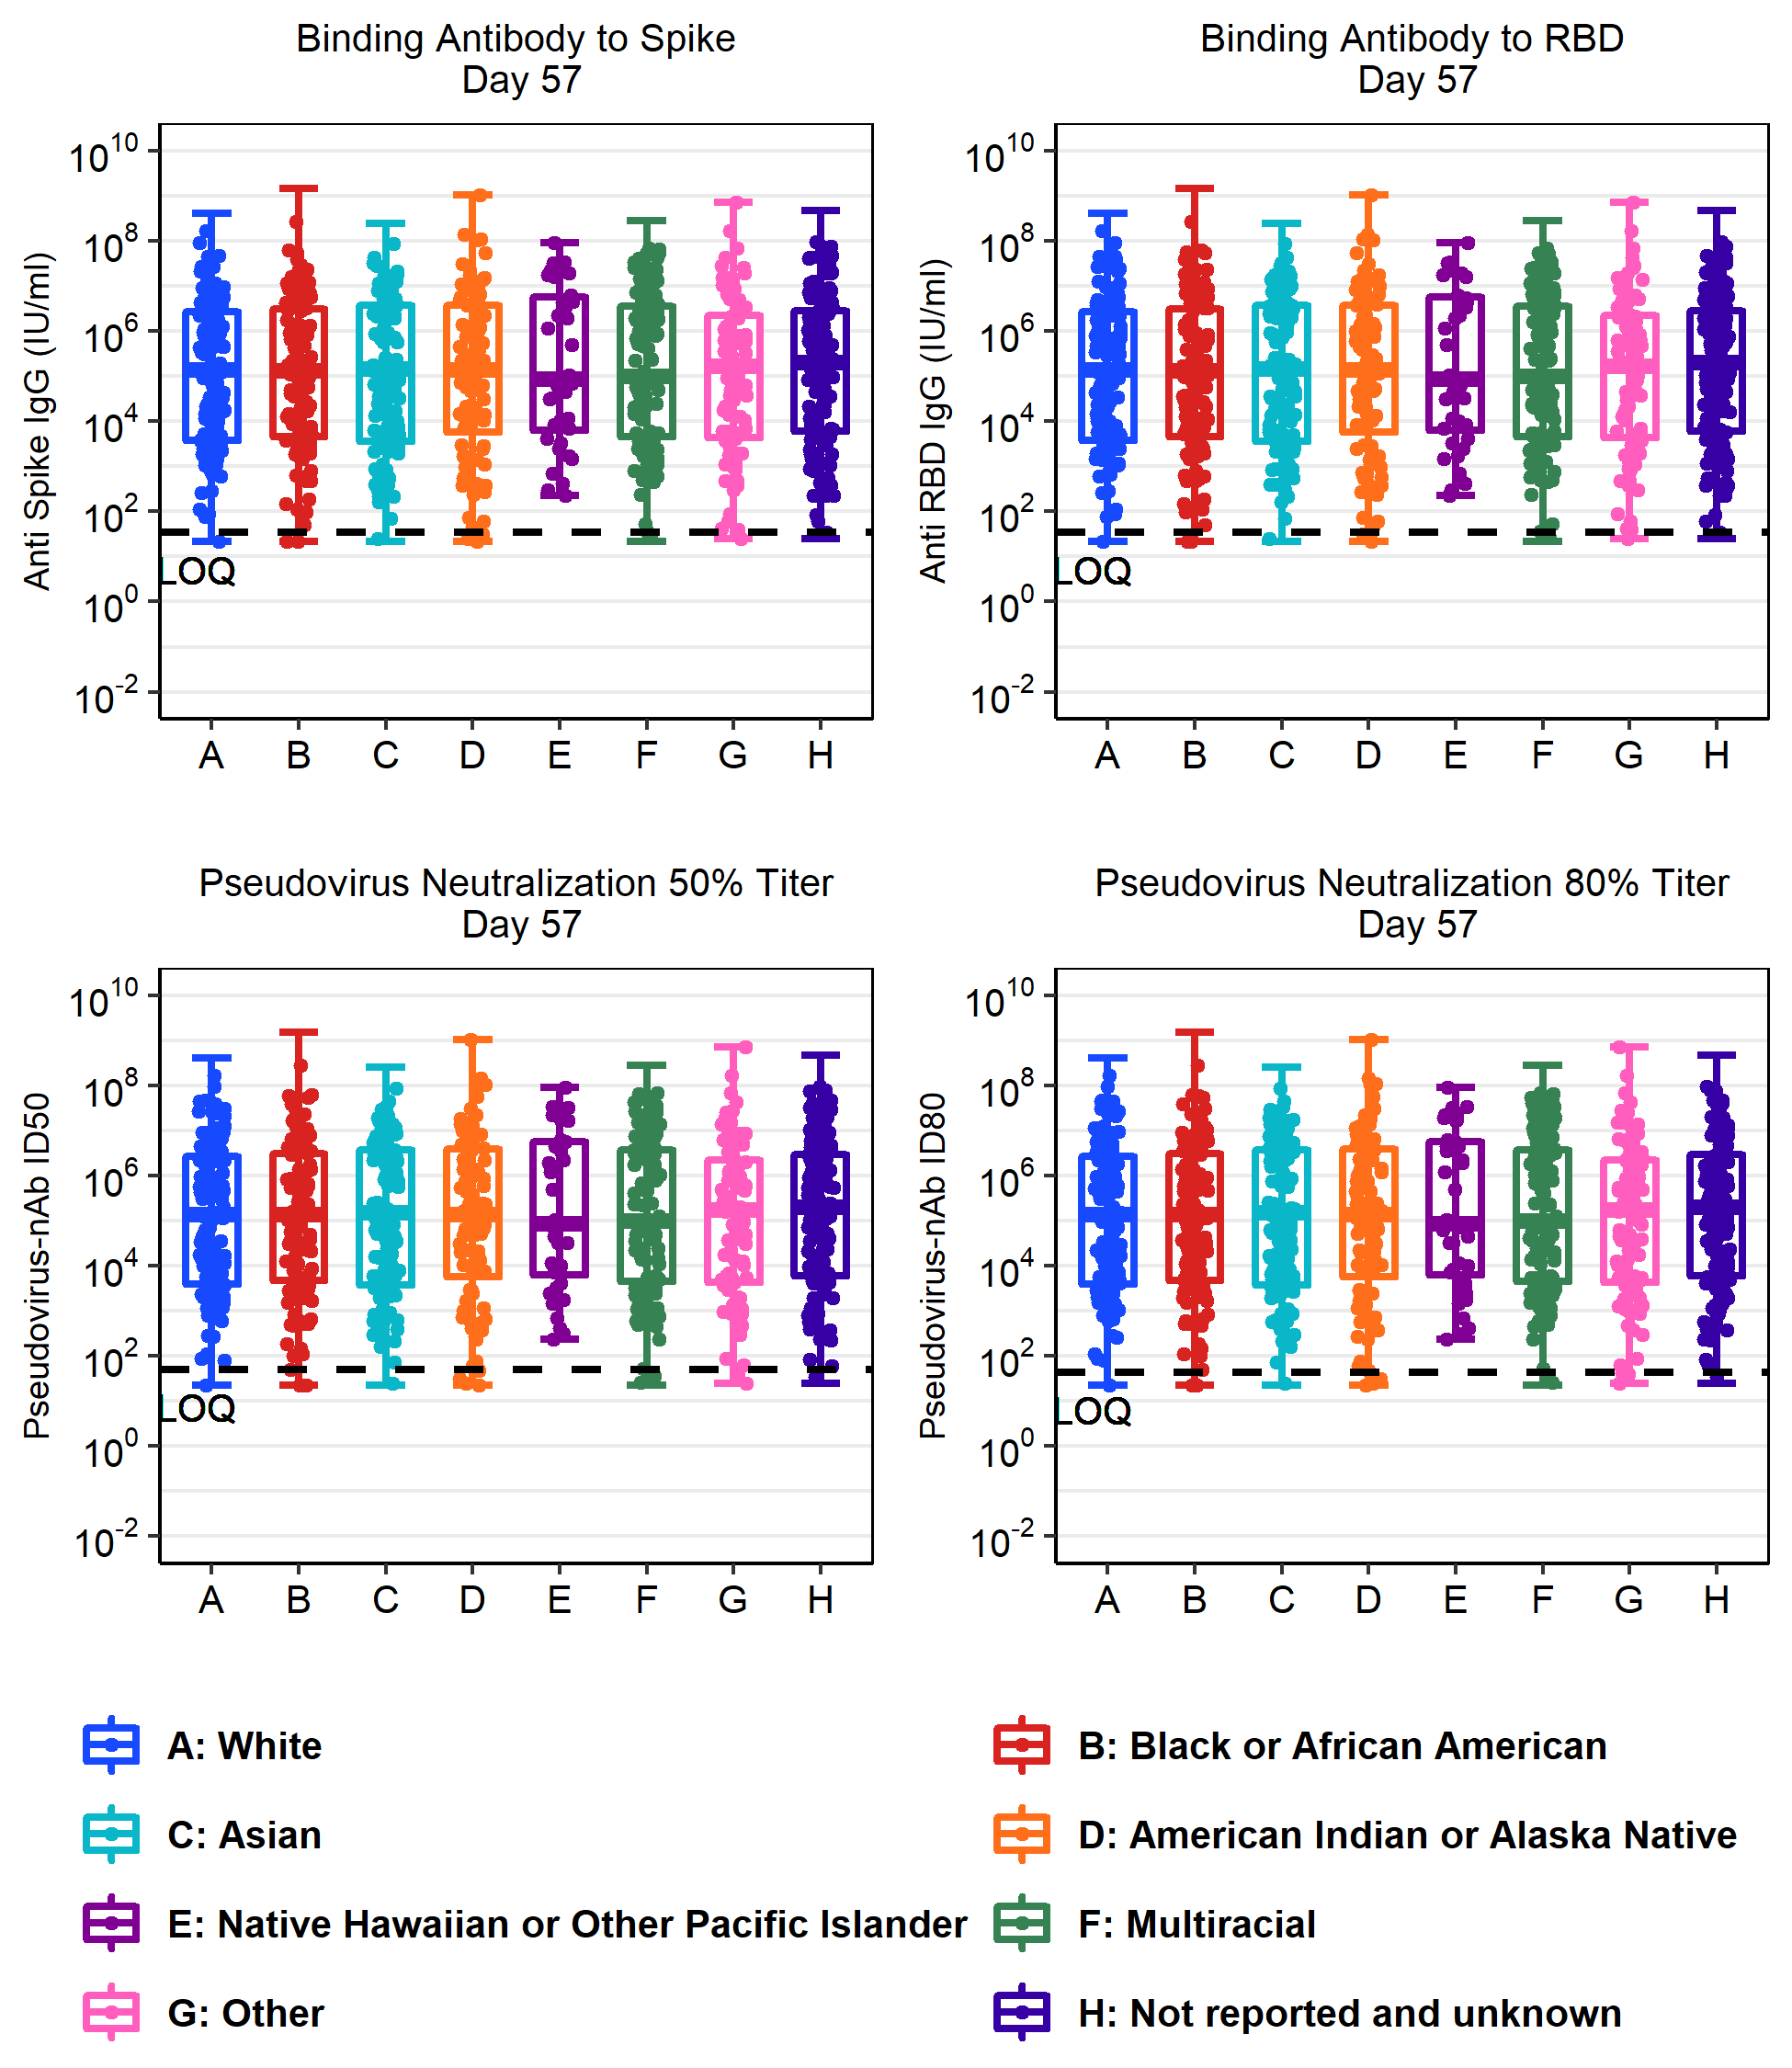 Binding Antibody to Spike
Day 57
Anti Spike IgG (IU/ml)
10^10
10^8
10^6
10^4
10^2
10^0
10^-2
LOQ
A B C D E F G H
Binding Antibody to RBD
Day 57
Anti RBD IgG (IU/ml)
10^10
10^8
10^6
10^4
10^2
10^0
10^-2
LOQ
A B C D E F G H
Pseudovirus Neutralization 50% Titer
Day 57
Pseudovirus-nAb ID50
10^10
10^8
10^6
10^4
10^2
10^0
10^-2
LOQ
A B C D E F G H
Pseudovirus Neutralization 80% Titer
Day 57
Pseudovirus-nAb ID80
10^10
10^8
10^6
10^4
10^2
10^0
10^-2
LOQ
A B C D E F G H
A: White
B: Black or African American
C: Asian
D: American Indian or Alaska Native
E: Native Hawaiian or Other Pacific Islander
F: Multiracial
G: Other
H: Not reported and unknown